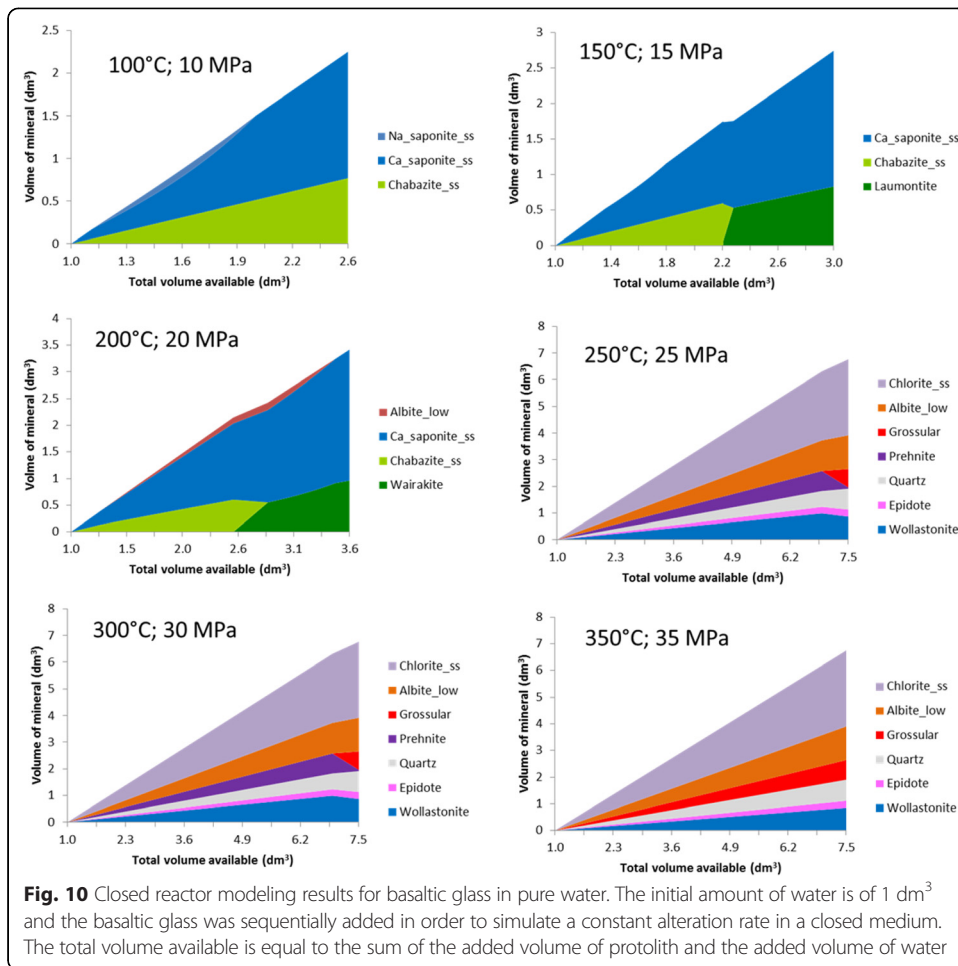 100°C; 10 MPa
Volme of mineral (dm³)
2.5
2
1.5
1
0.5
0
1.0 1.3 1.6 1.9 2.2 2.6
Total volume available (dm³)
Na_saponite_ss
Ca_saponite_ss
Chabazite_ss
150°C; 15 MPa
Volume of mineral (dm³)
3
2.5
2
1.5
1
0.5
0
1.0 1.4 1.8 2.2 2.6 3.0
Total volume available (dm³)
Ca_saponite_ss
Chabazite_ss
Laumontite
200°C; 20 MPa
Volume of mineral (dm³)
4
3.5
3
2.5
2
1.5
1
0.5
0
1.0 1.5 2.0 2.6 3.1 3.6
Total volume available (dm³)
Albite_low
Ca_saponite_ss
Chabazite_ss
Wairakite
250°C; 25 MPa
Volume of mineral (dm³)
8
7
6
5
4
3
2
1
0
1.0 2.3 3.6 4.9 6.2 7.5
Total volume available (dm³)
Chlorite_ss
Albite_low
Grossular
Prehnite
Quartz
Epidote
Wollastonite
300°C; 30 MPa
Volume of mineral (dm³)
8
7
6
5
4
3
2
1
0
1.0 2.3 3.6 4.9 6.2 7.5
Total volume available (dm³)
Chlorite_ss
Albite_low
Grossular
Prehnite
Quartz
Epidote
Wollastonite
350°C; 35 MPa
Volume of mineral (dm³)
8
7
6
5
4
3
2
1
0
1.0 2.3 3.6 4.9 6.2 7.5
Total volume available (dm³)
Chlorite_ss
Albite_low
Grossular
Quartz
Epidote
Wollastonite
Fig. 10 Closed reactor modeling results for basaltic glass in pure water. The initial amount of water is of 1 dm³
and the basaltic glass was sequentially added in order to simulate a constant alteration rate in a closed medium.
The total volume available is equal to the sum of the added volume of protolith and the added volume of water